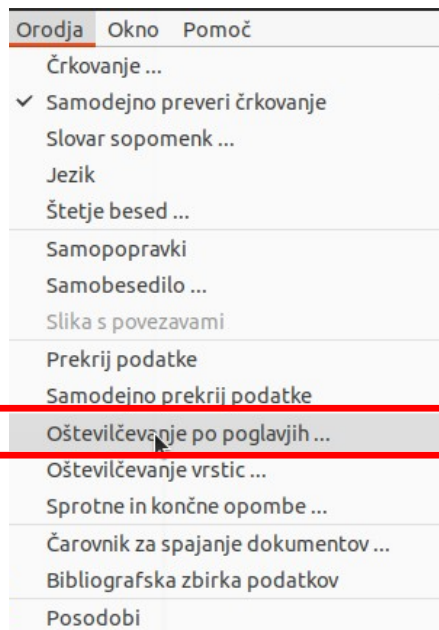 Orodja Okno Pomoč
Črkovanje ...
✓ Samodejno preveri črkovanje
Slovar sopomenk ...
Jezik
Štetje besed ...
Samopopravki
Samobesedilo ...
Slika s povezavami
Prekrij podatke
Samodejno prekrij podatke
Oštevilčevanje po poglavjih ...
Oštevilčevanje vrstic ...
Sprotne in končne opombe ...
Čarovnik za spajanje dokumentov ...
Bibliografska zbirka podatkov
Posodobi